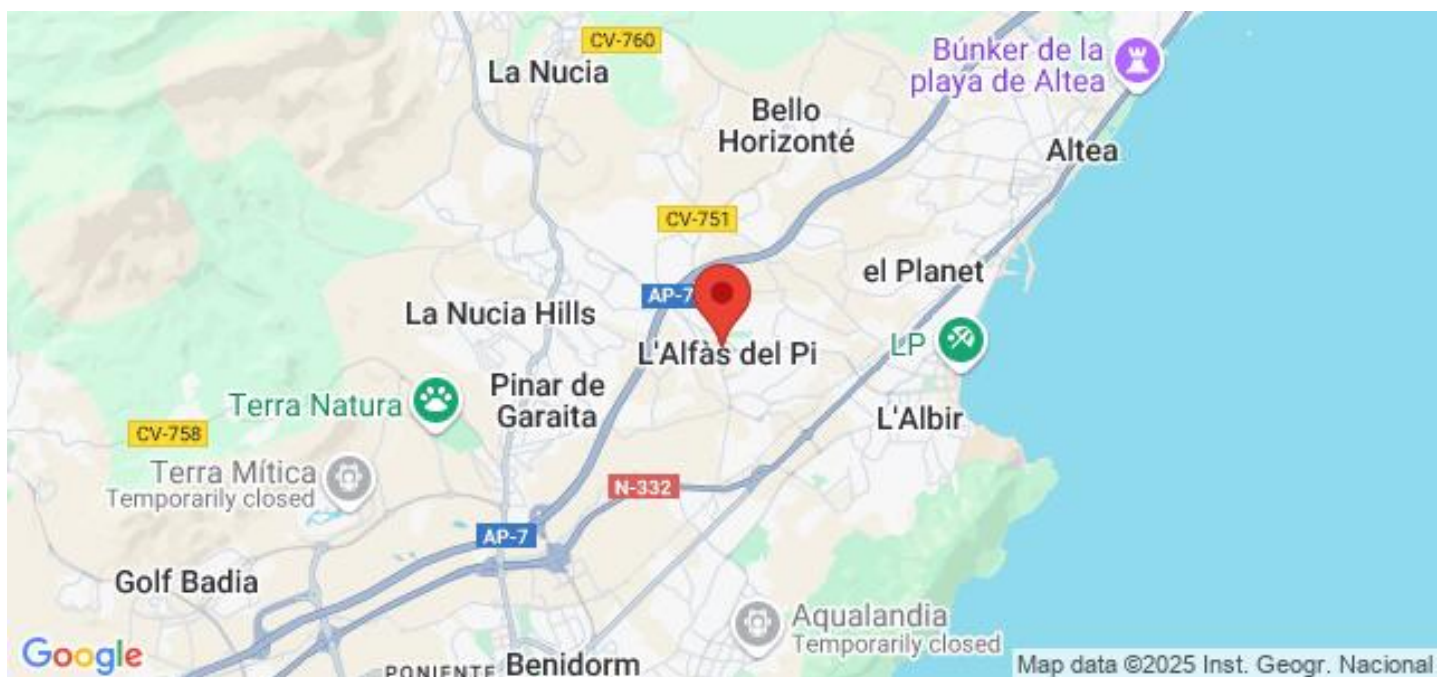 CV-760
La Nucia
Búnker de la
playa de Altea
Bello
Horizonté
Altea
CV-751
el Planet
AP-7
La Nucia Hills
L'Alfàs del Pi
LP
Pinar de
Garaita
Terra Natura
L'Albir
CV-758
Terra Mítica
Temporarily closed
N-332
AP-7
Golf Badia
Aqualandia
Temporarily closed
Google
PONIENTE
Benidorm
Map data ©2025 Inst. Geogr. Nacional